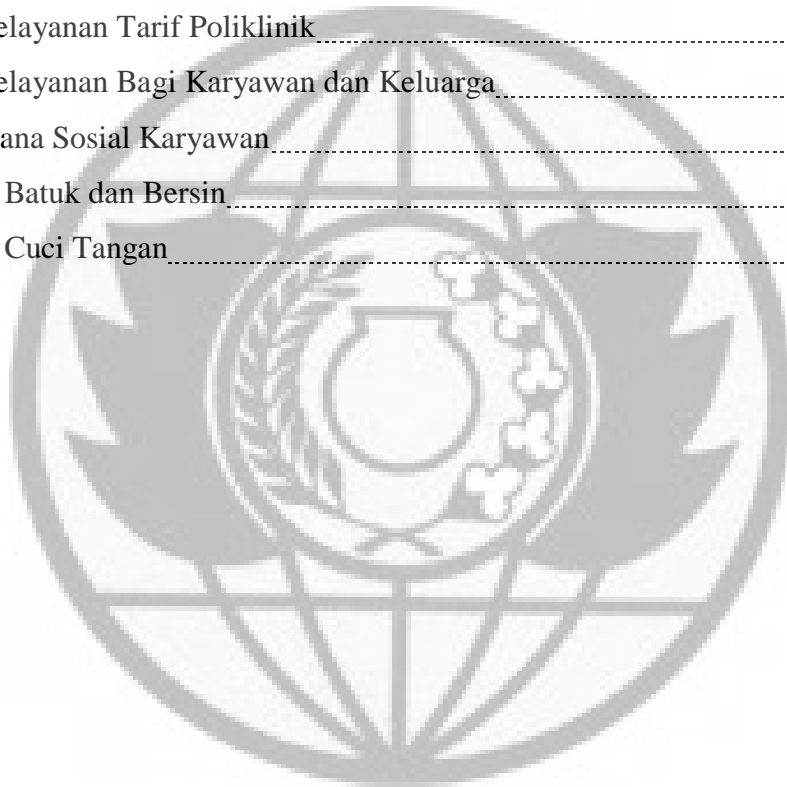 elayanan Tarif Poliklinik
elayanan Bagi Karyawan dan Keluarga
ana Sosial Karyawan
Batuk dan Bersin
Cuci Tangan